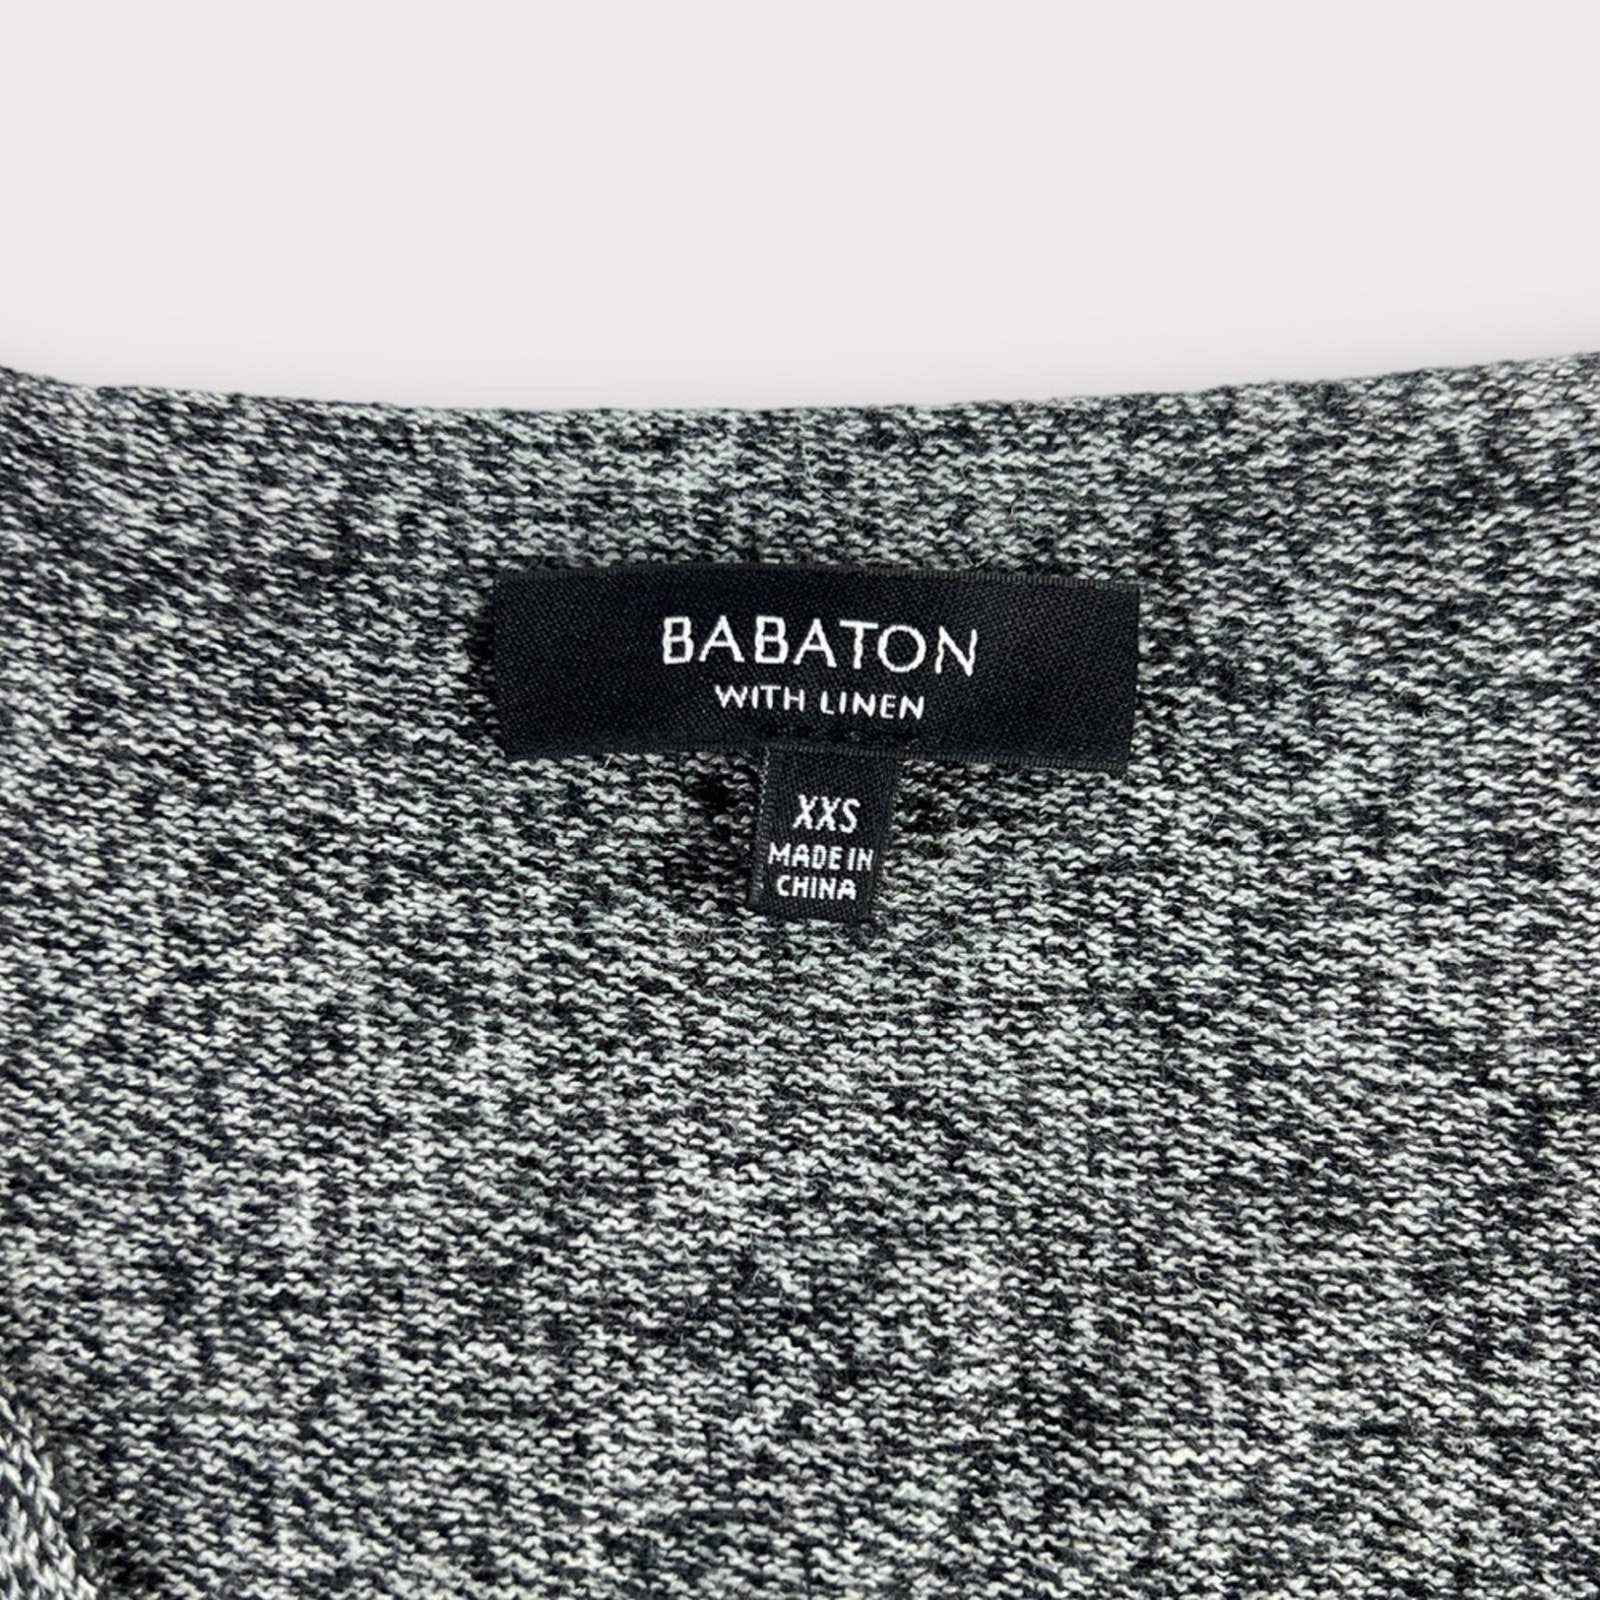 BABATON
WITH LINEN
XXS
MADE IN
CHINA